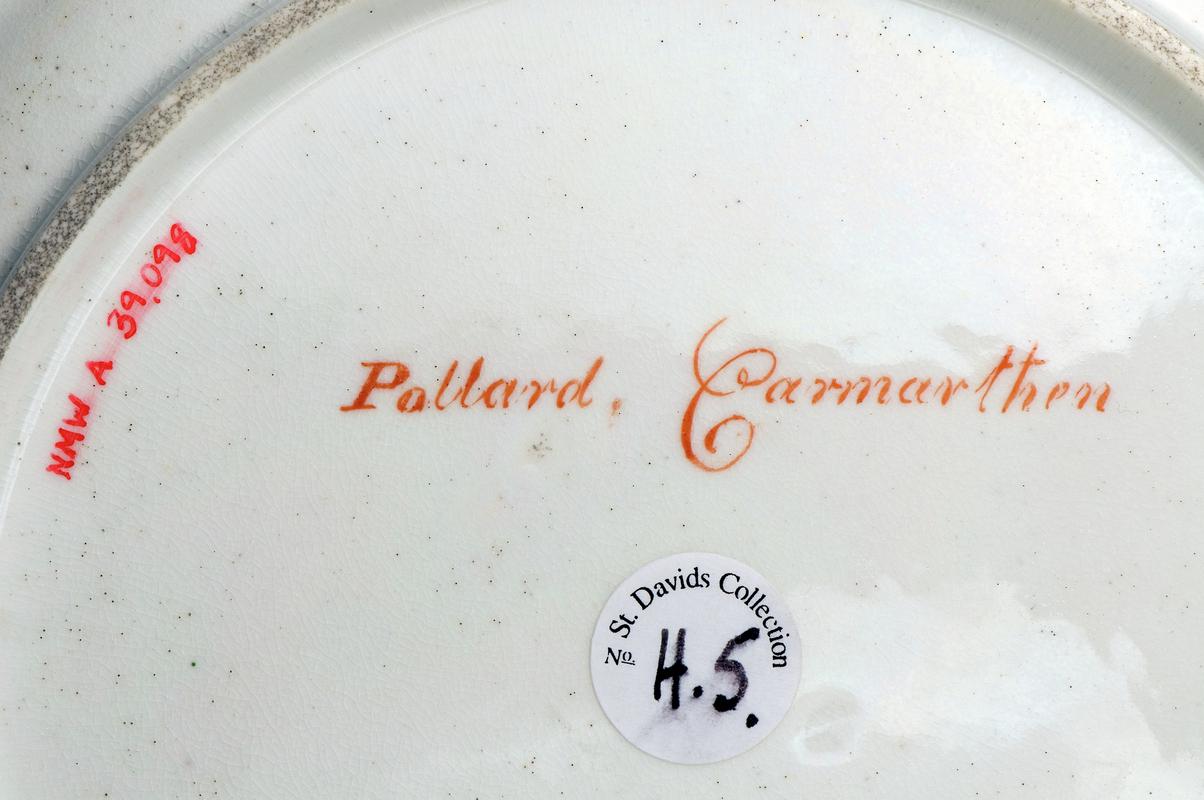 NMW A 39,098
Pollard, Carmarthen
St. Davids Collection
No. H.5.